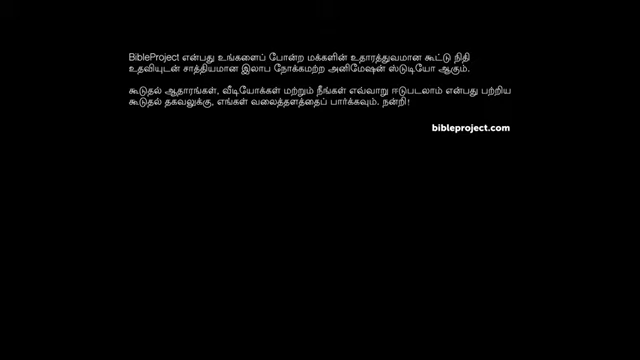 BibleProject என்பது உங்களைப் போன்ற மக்களின் உதாரத்துவமான கூட்டு நிதி
உதவியுடன் சாத்தியமான இலாப நோக்கமற்ற அனிமேஷன் ஸ்டுடியோ ஆகும்.
கூடுதல் ஆதாரங்கள், வீடியோக்கள் மற்றும் நீங்கள் எவ்வாறு ஈடுபடலாம் என்பது பற்றிய
கூடுதல் தகவலுக்கு, எங்கள் வலைத்தளத்தைப் பார்க்கவும். நன்றி!
bibleproject.com